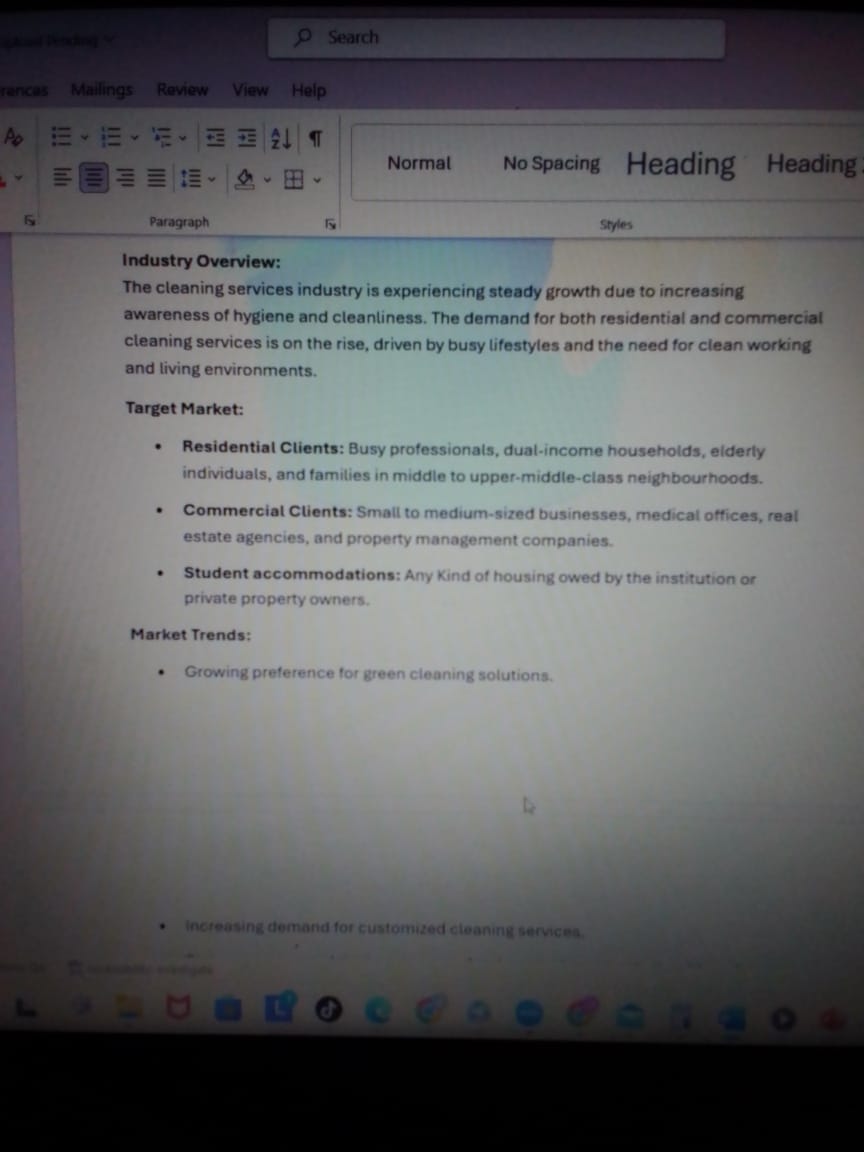 Search
Mailings Review View Help
Normal No Spacing Heading Heading
Paragraph
Styles
Industry Overview:
The cleaning services industry is experiencing steady growth due to increasing
awareness of hygiene and cleanliness. The demand for both residential and commercial
cleaning services is on the rise, driven by busy lifestyles and the need for clean working
and living environments.
Target Market:
• Residential Clients: Busy professionals, dual-income households, elderly
individuals, and families in middle to upper-middle-class neighbourhoods.
• Commercial Clients: Small to medium-sized businesses, medical offices, real
estate agencies, and property management companies.
• Student accommodations: Any Kind of housing owed by the institution or
private property owners.
Market Trends:
• Growing preference for green cleaning solutions.
• Increasing demand for customized cleaning services.